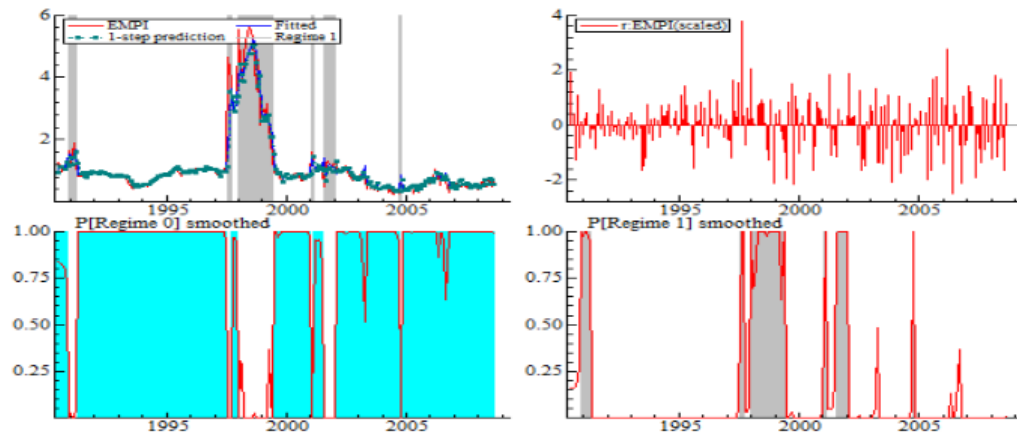 6
EMPI Fitted
1-step prediction Regime 1
4
2
1995 2000 2005
4
r:EMPI(scaled)
2
0
-2
1995 2000 2005
P[Regime 0] smoothed
1.00
0.75
0.50
0.25
1995 2000 2005
P[Regime 1] smoothed
1.00
0.75
0.50
0.25
1995 2000 2005